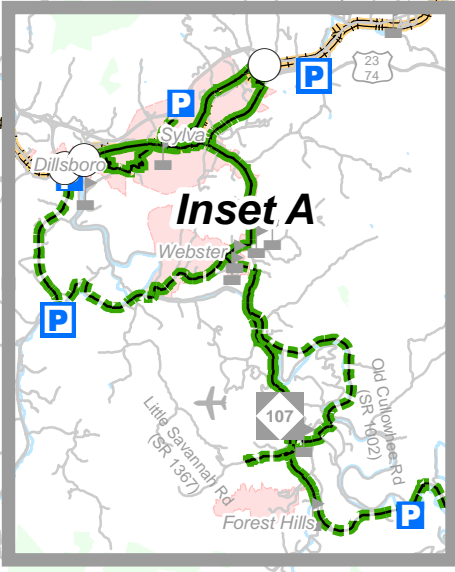 P
23
74
P
Sylva
Dillsboro
Inset A
Webster
P
Old Cullowhee Rd
(SR 1002)
107
Little Savannah Rd
(SR 1367)
P
Forest Hills